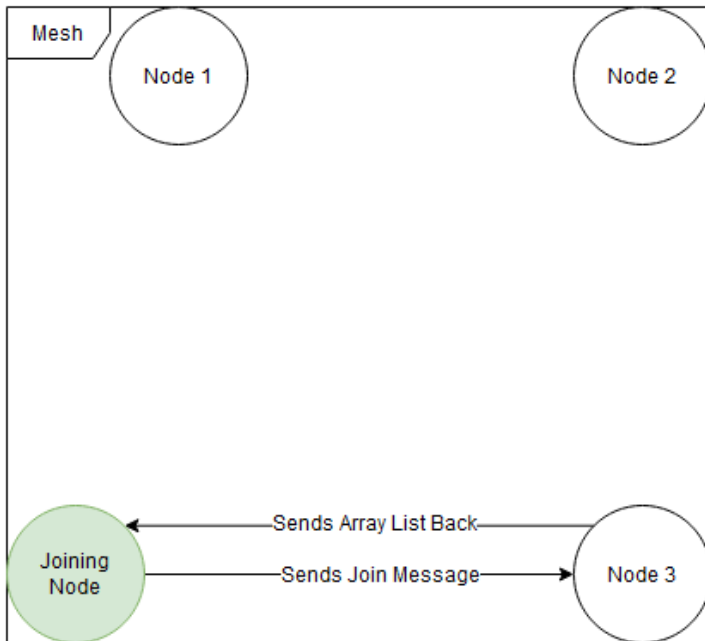 Mesh
Node 1
Node 2
Sends Array List Back
Joining
Node
Sends Join Message
Node 3